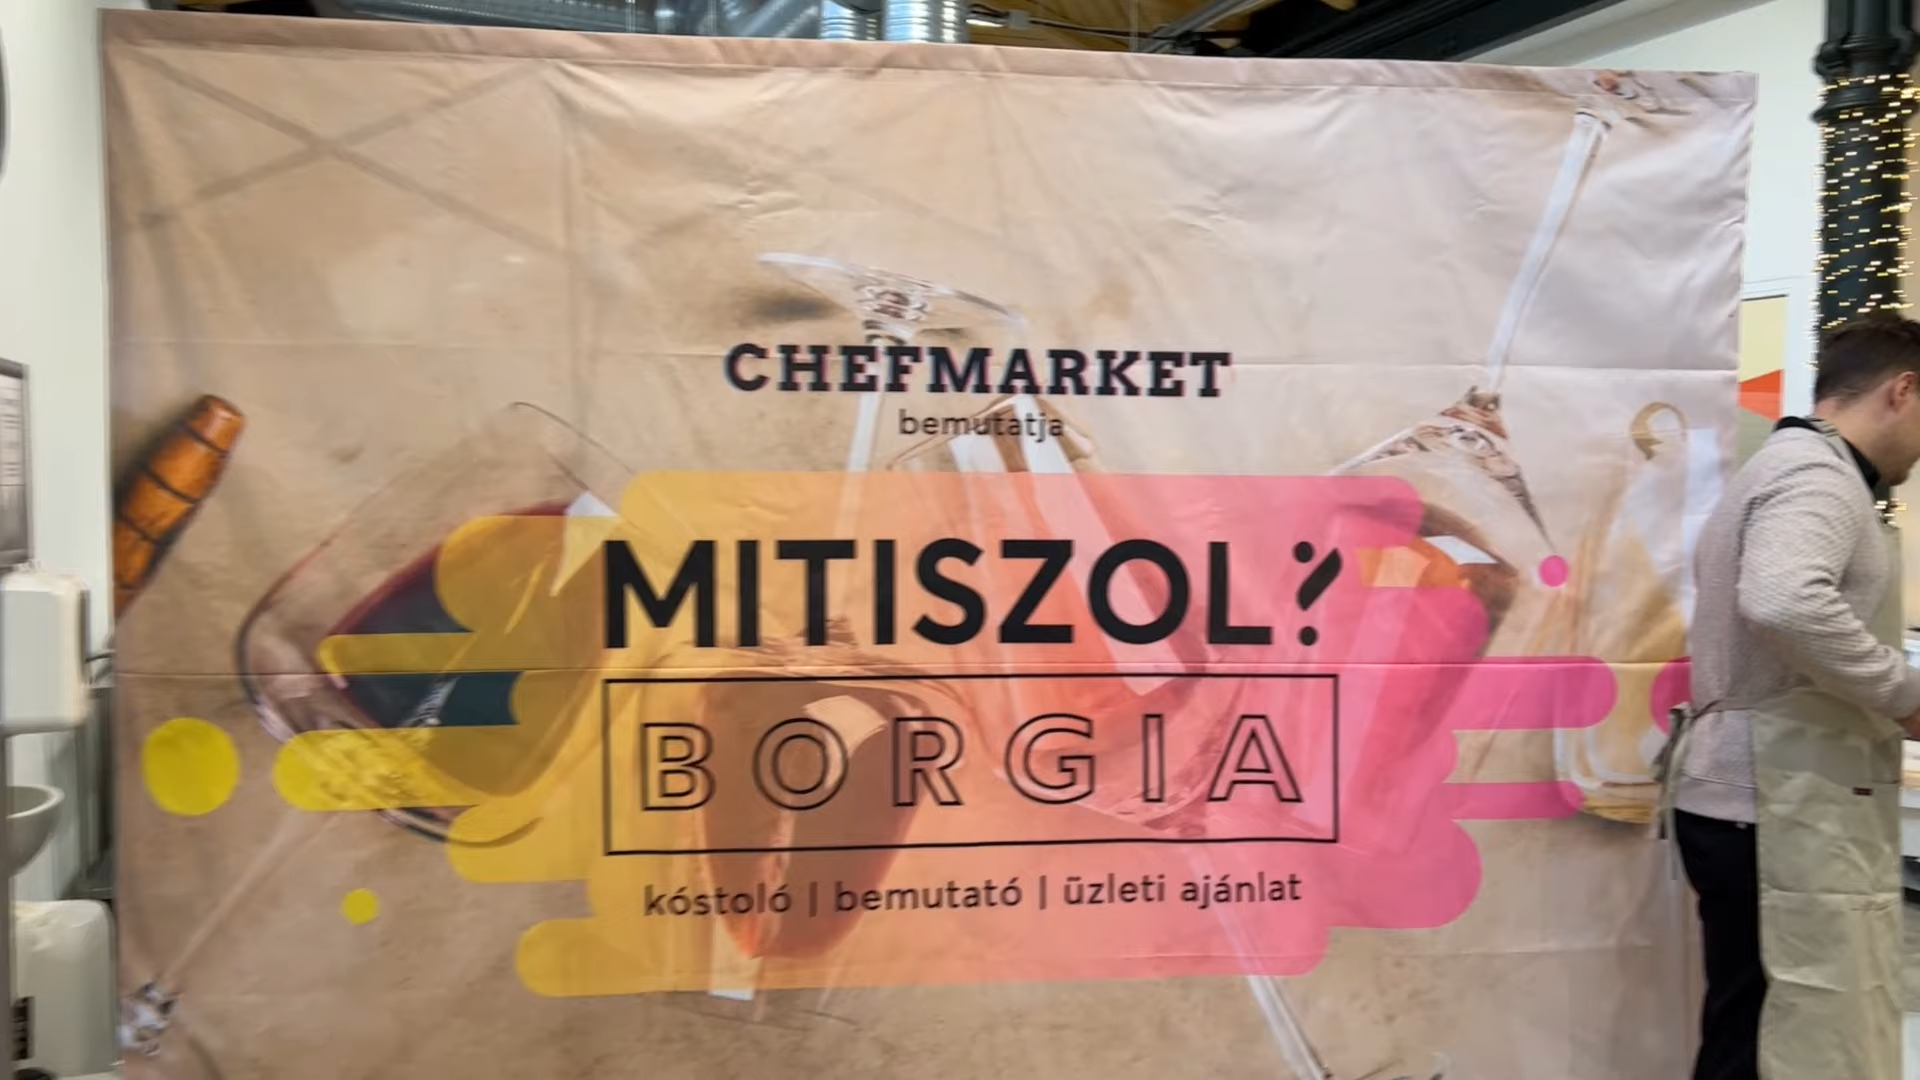 CHEFMARKET
bemutatja
MITISZOL?
BORGIA
kóstoló | bemutató | üzleti ajánlat